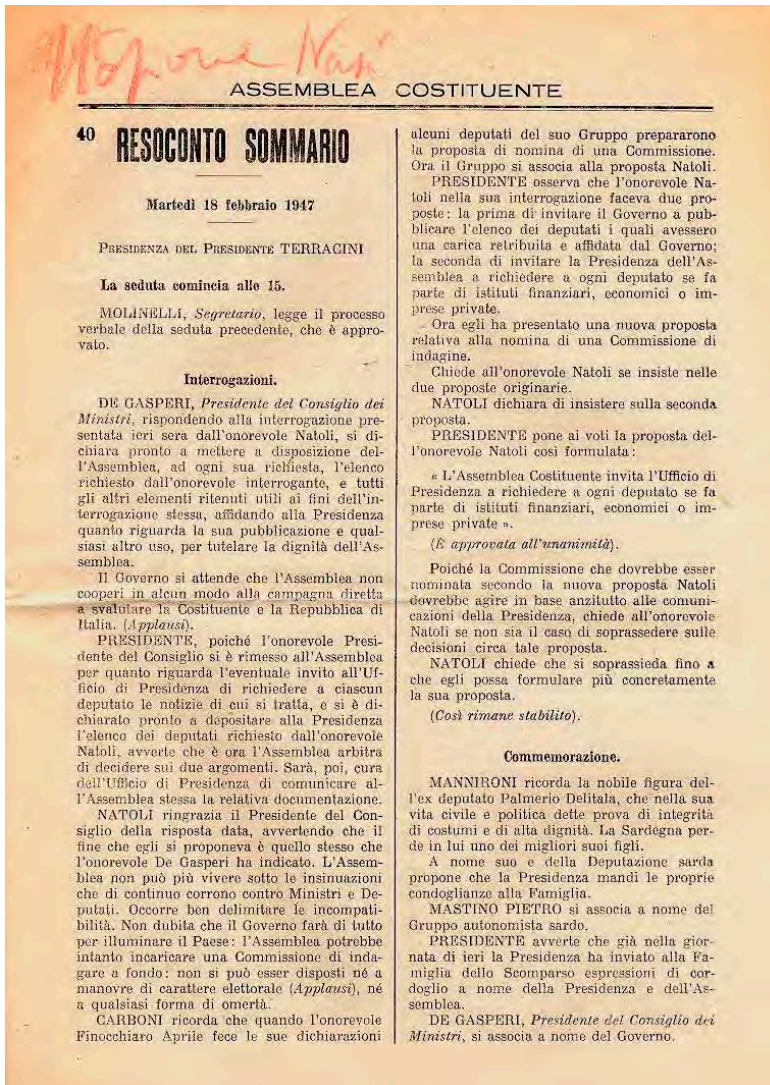 ASSEMBLEA COSTITUENTE
40 RESOCONTO SOMMARIO
Martedì 18 febbraio 1947
PRESIDENZA DEL PRESIDENTE TERRACINI
La seduta comincia alle 15.
MOLINELLI, Segretario, legge il processo
verbale della seduta precedente, che è appro-
vato.
Interrogazioni.
DE GASPERI, Presidente del Consiglio dei
Ministri, rispondendo alla interrogazione pre-
sentata ieri sera dall'onorevole Natoli, si di-
chiara pronto a mettere a disposizione del-
l'Assemblea, ad ogni sua richiesta, l'elenco
richiesto dall'onorevole interrogante, e tutti
gli altri elementi ritenuti utili ai fini dell'in-
terrogazione stessa, affidando alla Presidenza
quanto riguarda la sua pubblicazione e qual-
siasi altro uso, per tutelare la dignità dell'As-
semblea.
Il Governo si attende che l'Assemblea non
cooperi in alcun modo alla campagna diretta
a svalutare la Costituente e la Repubblica di
Italia. (Applausi).
PRESIDENTE, poiché l'onorevole Presi-
dente del Consiglio si è rimesso all'Assemblea
per quanto riguarda l'eventuale invito all'Uf-
ficio di Presidenza di richiedere a ciascun
deputato le notizie di cui si tratta, e si è di-
chiarato pronto a depositare alla Presidenza
l'elenco dei deputati richiesto dall'onorevole
Natoli, avverte che è ora l'Assemblea arbitra
di decidere sui due argomenti. Sarà, poi, cura
dell'Ufficio di Presidenza di comunicare al-
l'Assemblea stessa la relativa documentazione.
NATOLI ringrazia il Presidente del Con-
siglio della risposta data, avvertendo che il
fine che egli si proponeva è quello stesso che
l'onorevole De Gasperi ha indicato. L'Assem-
blea non può più vivere sotto le insinuazioni
che di continuo corrono contro Ministri e De-
putati. Occorre ben delimitare le incompati-
bilità. Non dubita che il Governo farà di tutto
per illuminare il Paese: l'Assemblea potrebbe
intanto incaricare una Commissione di inda-
gare a fondo: non si può esser disposti né a
manovre di carattere elettorale (Applausi), né
a qualsiasi forma di omertà.
CARBONI ricorda che quando l'onorevole
Finocchiaro Aprile fece le sue dichiarazioni
alcuni deputati del suo Gruppo prepararono
la proposta di nomina di una Commissione.
Ora il Gruppo si associa alla proposta Natoli.
PRESIDENTE osserva che l'onorevole Na-
toli nella sua interrogazione faceva due pro-
poste: la prima di invitare il Governo a pub-
blicare l'elenco dei deputati i quali avessero
una carica retribuita e affidata dal Governo;
la seconda di invitare la Presidenza dell'As-
semblea a richiedere a ogni deputato se fa
parte di istituti finanziari, economici o im-
prese private.
Ora egli ha presentato una nuova proposta
relativa alla nomina di una Commissione di
indagine.
Chiede all'onorevole Natoli se insiste nelle
due proposte originarie.
NATOLI dichiara di insistere sulla seconda
proposta.
PRESIDENTE pone ai voti la proposta del-
l'onorevole Natoli così formulata:
« L'Assemblea Costituente invita l'Ufficio di
Presidenza a richiedere a ogni deputato se fa
parte di istituti finanziari, economici o im-
prese private ».
(È approvata all'unanimità).
Poiché la Commissione che dovrebbe esser
nominata secondo la nuova proposta Natoli
dovrebbe agire in base anzitutto alle comuni-
cazioni della Presidenza, chiede all'onorevole
Natoli se non sia il caso di soprassedere sulle
decisioni circa tale proposta.
NATOLI chiede che si soprassieda fino a
che egli possa formulare più concretamente
la sua proposta.
(Così rimane stabilito).
Commemorazione.
MANNIRONI ricorda la nobile figura del-
l'ex deputato Palmerio Delitala, che nella sua
vita civile e politica dette prova di integrità
di costumi e di alta dignità. La Sardegna per-
de in lui uno dei migliori suoi figli.
A nome suo e della Deputazione sarda
propone che la Presidenza mandi le proprie
condoglianze alla Famiglia.
MASTINO PIETRO si associa a nome del
Gruppo autonomista sardo.
PRESIDENTE avverte che già nella gior-
nata di ieri la Presidenza ha inviato alla Fa-
miglia dello Scomparso espressioni di cor-
doglio a nome della Presidenza e dell'As-
semblea.
DE GASPERI, Presidente del Consiglio dei
Ministri, si associa a nome del Governo.